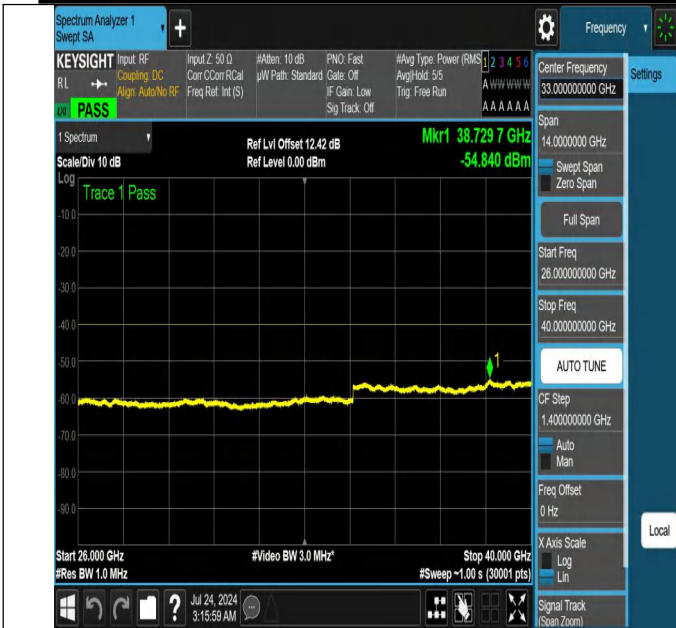 Spectrum Analyzer 1
Swept SA
+
Frequency
KEYSIGHT
RL
PASS
Input: RF
Coupling: DC
Align: Auto/No RF
Input Z: 50 Ω
Corr CCorr RCal
Freq Ref: Int (S)
#Atten: 10 dB
µW Path: Standard
PNO: Fast
Gate: Off
IF Gain: Low
Sig Track: Off
#Avg Type: Power (RMS
Avg|Hold: 5/5
Trig: Free Run
1 2 3 4 5 6
A W W W W W
A A A A A A
1 Spectrum
Scale/Div 10 dB
Log
Ref Lvl Offset 12.42 dB
Ref Level 0.00 dBm
Mkr1 38.729 7 GHz
-54.840 dBm
Trace 1 Pass
-10.0
-20.0
-30.0
-40.0
-50.0
-60.0
-70.0
-80.0
-90.0
1
Start 26.000 GHz
#Res BW 1.0 MHz
#Video BW 3.0 MHz*
Stop 40.000 GHz
#Sweep ~1.00 s (30001 pts)
Center Frequency
33.000000000 GHz
Settings
Span
14.0000000 GHz
Swept Span
Zero Span
Full Span
Start Freq
26.000000000 GHz
Stop Freq
40.000000000 GHz
AUTO TUNE
CF Step
1.400000000 GHz
Auto
Man
Freq Offset
0 Hz
X Axis Scale
Log
Lin
Local
Signal Track
(Span Zoom)
?
Jul 24, 2024
3:15:59 AM